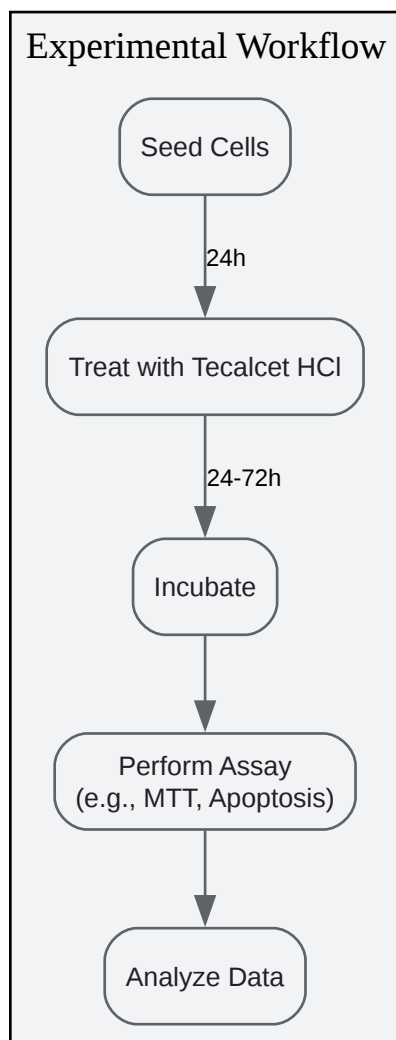 Experimental Workflow
Seed Cells
24h
Treat with Tecalcet HCl
24-72h
Incubate
Perform Assay
(e.g., MTT, Apoptosis)
Analyze Data